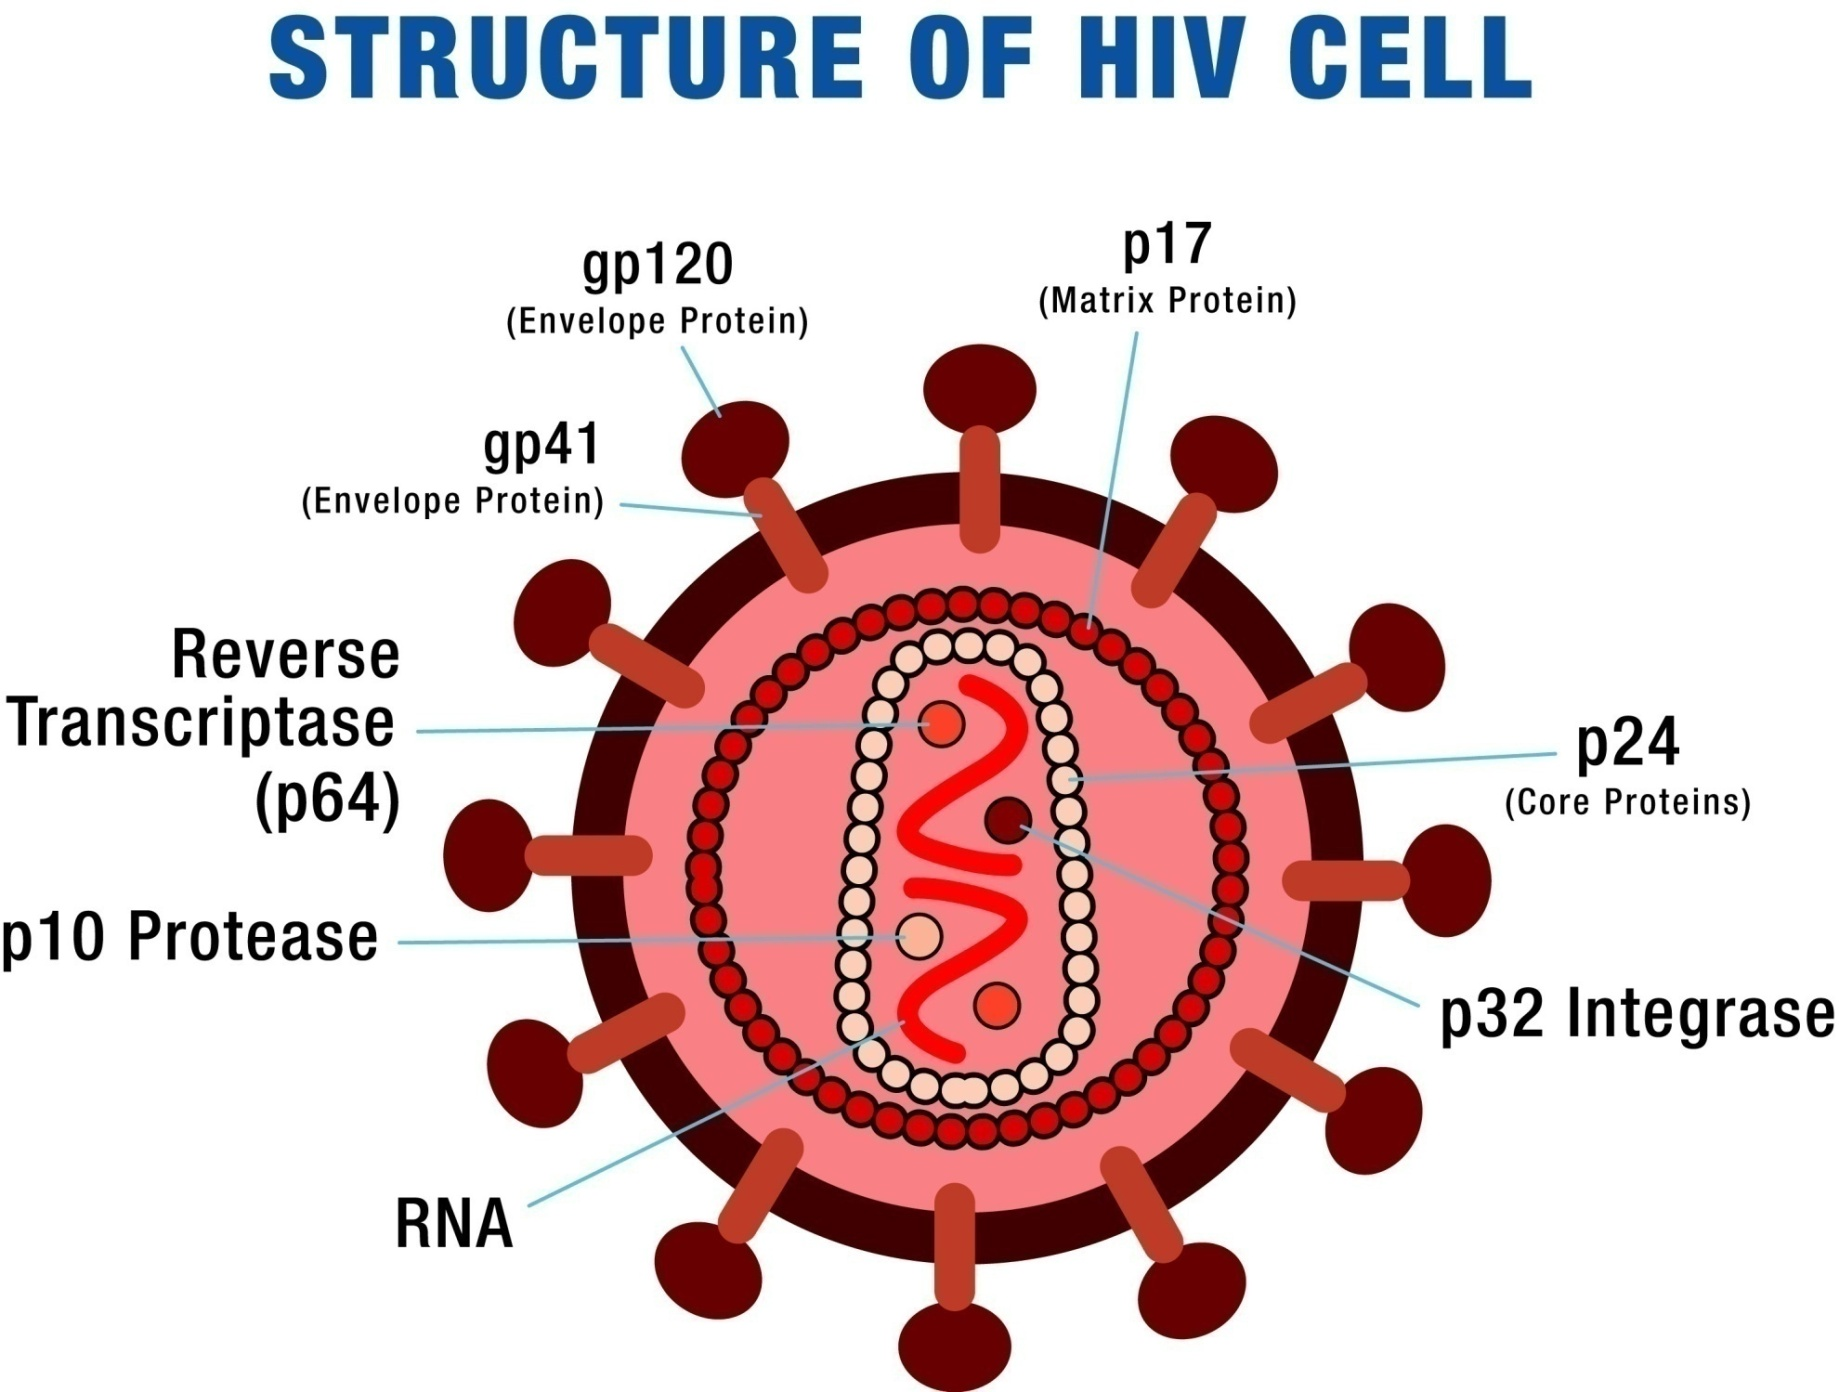 STRUCTURE OF HIV CELL
gp120
(Envelope Protein)
p17
(Matrix Protein)
gp41
(Envelope Protein)
Reverse
Transcriptase
(p64)
p24
(Core Proteins)
p10 Protease
p32 Integrase
RNA